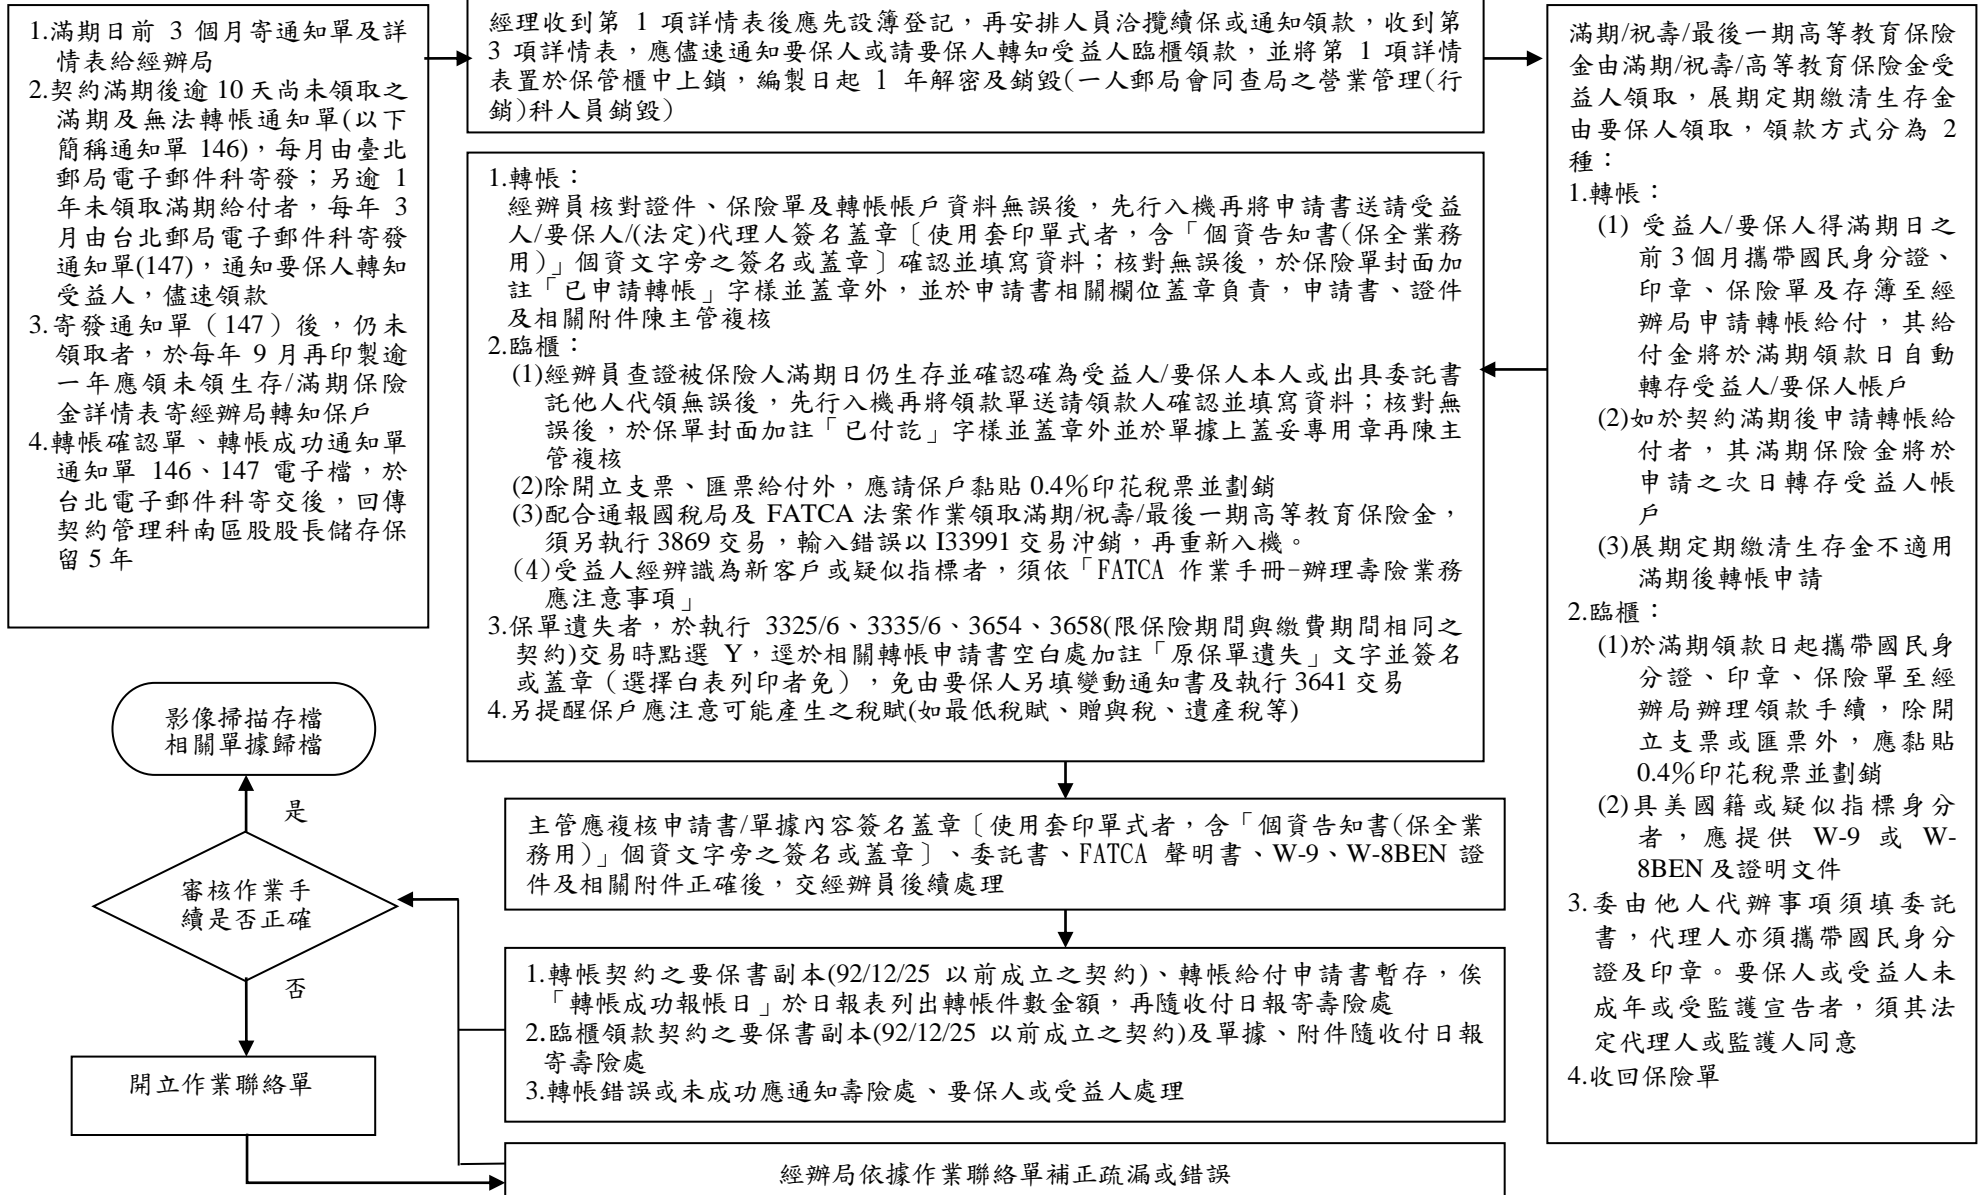 1.滿期日前 3 個月寄通知單及詳
情表給經辦局
2.契約滿期後逾 10 天尚未領取之
滿期及無法轉帳通知單(以下
簡稱通知單 146)，每月由臺北
郵局電子郵件科寄發；另逾 1
年未領取滿期給付者，每年 3
月由台北郵局電子郵件科寄發
通知單(147)，通知要保人轉知
受益人，儘速領款
3.寄發通知單（147）後，仍未
領取者，於每年 9 月再印製逾
一年應領未領生存/滿期保險
金詳情表寄經辦局轉知保戶
4.轉帳確認單、轉帳成功通知單
通知單 146、147 電子檔，於
台北電子郵件科寄交後，回傳
契約管理科南區股股長儲存保
留 5 年
經理收到第 1 項詳情表後應先設簿登記，再安排人員洽攬續保或通知領款，收到第
3 項詳情表，應儘速通知要保人或請要保人轉知受益人臨櫃領款，並將第 1 項詳情
表置於保管櫃中上鎖，編製日起 1 年解密及銷毀(一人郵局會同查局之營業管理(行
銷)科人員銷毀)
滿期/祝壽/最後一期高等教育保險
金由滿期/祝壽/高等教育保險金受
益人領取，展期定期繳清生存金
由要保人領取，領款方式分為 2
種：
1.轉帳：
(1) 受益人/要保人得滿期日之
前 3 個月攜帶國民身分證、
印章、保險單及存簿至經
辦局申請轉帳給付，其給
付金將於滿期領款日自動
轉存受益人/要保人帳戶
(2)如於契約滿期後申請轉帳給
付者，其滿期保險金將於
申請之次日轉存受益人帳
戶
(3)展期定期繳清生存金不適用
滿期後轉帳申請
2.臨櫃：
(1)於滿期領款日起攜帶國民身
分證、印章、保險單至經
辦局辦理領款手續，除開
立支票或匯票外，應黏貼
0.4％印花稅票並劃銷
(2)具美國籍或疑似指標身分
者，應提供 W-9 或 W-
8BEN 及證明文件
3.委由他人代辦事項須填委託
書，代理人亦須攜帶國民身分
證及印章。要保人或受益人未
成年或受監護宣告者，須其法
定代理人或監護人同意
4.收回保險單
1.轉帳：
經辦員核對證件、保險單及轉帳帳戶資料無誤後，先行入機再將申請書送請受益
人/要保人/(法定)代理人簽名蓋章〔使用套印單式者，含「個資告知書(保全業務
用)」個資文字旁之簽名或蓋章〕確認並填寫資料；核對無誤後，於保險單封面加
註「已申請轉帳」字樣並蓋章外，並於申請書相關欄位蓋章負責，申請書、證件
及相關附件陳主管複核
2.臨櫃：
(1)經辦員查證被保險人滿期日仍生存並確認確為受益人/要保人本人或出具委託書
託他人代領無誤後，先行入機再將領款單送請領款人確認並填寫資料；核對無
誤後，於保單封面加註「已付訖」字樣並蓋章外並於單據上蓋妥專用章再陳主
管複核
(2)除開立支票、匯票給付外，應請保戶黏貼 0.4％印花稅票並劃銷
(3)配合通報國稅局及 FATCA 法案作業領取滿期/祝壽/最後一期高等教育保險金，
須另執行 3869 交易，輸入錯誤以 I33991 交易沖銷，再重新入機。
(4)受益人經辨識為新客戶或疑似指標者，須依「FATCA 作業手冊-辦理壽險業務
應注意事項」
3.保單遺失者，於執行 3325/6、3335/6、3654、3658(限保險期間與繳費期間相同之
契約)交易時點選 Y，逕於相關轉帳申請書空白處加註「原保單遺失」文字並簽名
或蓋章（選擇白表列印者免），免由要保人另填變動通知書及執行 3641 交易
4.另提醒保戶應注意可能產生之稅賦(如最低稅賦、贈與稅、遺產稅等)
主管應複核申請書/單據內容簽名蓋章〔使用套印單式者，含「個資告知書(保全業
務用)」個資文字旁之簽名或蓋章〕、委託書、FATCA 聲明書、W-9、W-8BEN 證
件及相關附件正確後，交經辦員後續處理
1.轉帳契約之要保書副本(92/12/25 以前成立之契約)、轉帳給付申請書暫存，俟
「轉帳成功報帳日」於日報表列出轉帳件數金額，再隨收付日報寄壽險處
2.臨櫃領款契約之要保書副本(92/12/25 以前成立之契約)及單據、附件隨收付日報
寄壽險處
3.轉帳錯誤或未成功應通知壽險處、要保人或受益人處理
影像掃描存檔
相關單據歸檔
是
審核作業手
續是否正確
否
開立作業聯絡單
經辦局依據作業聯絡單補正疏漏或錯誤